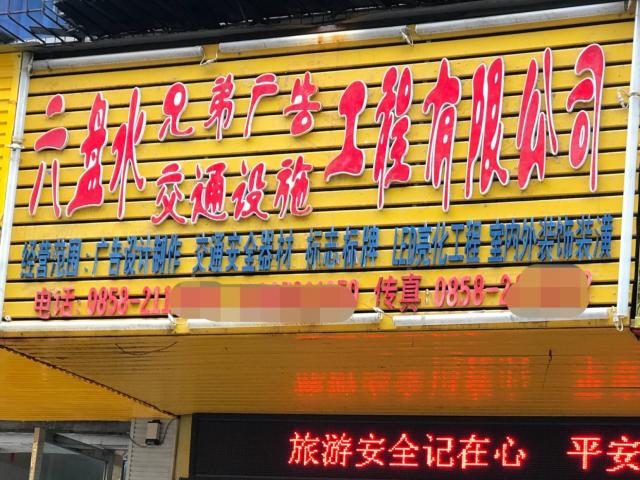 六盘水兄弟广告工程有限公司
交通设施
经营范围：广告设计制作 交通安全器材 标志标牌 LED亮化工程 室内外装饰装潢
电话：0858-21 传真：0858-2
旅游安全记在心 平安